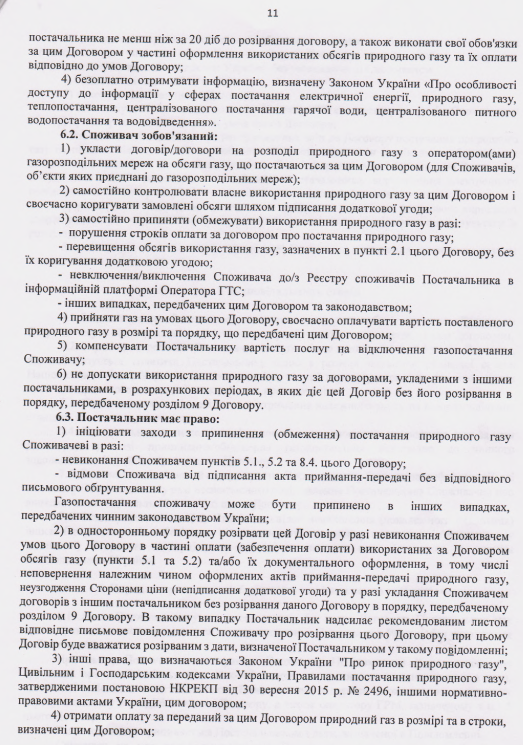 11
постачальника не менш ніж за 20 діб до розірвання договору, а також виконати свої обов'язки
за цим Договором у частині оформлення використаних обсягів природного газу та їх оплати
відповідно до умов Договору;
4) безоплатно отримувати інформацію, визначену Законом України «Про особливості
доступу до інформації у сферах постачання електричної енергії, природного газу,
теплопостачання, централізованого постачання гарячої води, централізованого питного
водопостачання та водовідведення».
6.2. Споживач зобов'язаний:
1) укласти договір/договори на розподіл природного газу з оператором(ами)
газорозподільних мереж на обсяги газу, що постачаються за цим Договором (для Споживачів,
об'єкти яких приєднані до газорозподільних мереж);
2) самостійно контролювати власне використання природного газу за цим Договором і
своєчасно коригувати замовлені обсяги шляхом підписання додаткової угоди;
3) самостійно припиняти (обмежувати) використання природного газу в разі:
- порушення строків оплати за договором про постачання природного газу;
- перевищення обсягів використання газу, зазначених в пункті 2.1 цього Договору, без
їх коригування додатковою угодою;
- невключення/виключення Споживача до/з Реєстру споживачів Постачальника в
інформаційній платформі Оператора ГТС;
- інших випадках, передбачених цим Договором та законодавством;
4) прийняти газ на умовах цього Договору, своєчасно оплачувати вартість поставленого
природного газу в розмірі та порядку, що передбачені цим Договором;
5) компенсувати Постачальнику вартість послуг на відключення газопостачання
Споживачу;
6) не допускати використання природного газу за договорами, укладеними з іншими
постачальниками, в розрахункових періодах, в яких діє цей Договір без його розірвання в
порядку, передбаченому розділом 9 Договору.
6.3. Постачальник має право:
1) ініціювати заходи з припинення (обмеження) постачання природного газу
Споживачеві в разі:
- невиконання Споживачем пунктів 5.1., 5.2 та 8.4. цього Договору;
- відмови Споживача від підписання акта приймання-передачі без відповідного
письмового обґрунтування.
Газопостачання споживачу може бути припинено в інших випадках,
передбачених чинним законодавством України;
2) в односторонньому порядку розірвати цей Договір у разі невиконання Споживачем
умов цього Договору в частині оплати (забезпечення оплати) використаних за Договором
обсягів газу (пункти 5.1 та 5.2) та/або їх документального оформлення, в тому числі
неповернення належним чином оформлених актів приймання-передачі природного газу,
неузгодження Сторонами ціни (непідписання додаткової угоди) та у разі укладання Споживачем
договорів з іншим постачальником без розірвання даного Договору в порядку, передбаченому
розділом 9 Договору. В такому випадку Постачальник надсилає рекомендованим листом
відповідне письмове повідомлення Споживачу про розірвання цього Договору, при цьому
Договір буде вважатися розірваним з дати, визначеної Постачальником у такому повідомленні;
3) інші права, що визначаються Законом України "Про ринок природного газу",
Цивільним і Господарським кодексами України, Правилами постачання природного газу,
затвердженими постановою НКРЕКП від 30 вересня 2015 р. № 2496, іншими нормативно-
правовими актами України, цим договором;
4) отримати оплату за переданий за цим Договором природний газ в розмірі та в строки,
визначені цим Договором;